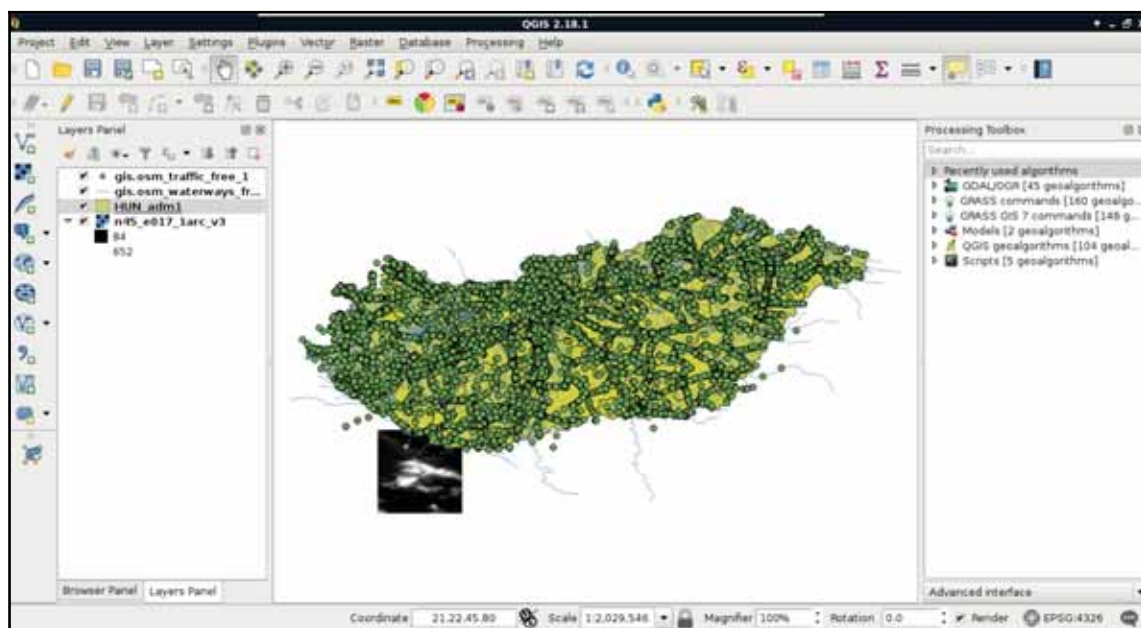 QGIS 2.18.1
Project Edit View Layer Settings Plugins Vector Raster Database Processing Help
Layers Panel
gis.osm_traffic_free_1
gis.osm_waterways_fr...
HUN_adm1
n45_e017_1arc_v3
84
652
Browser Panel Layers Panel
Processing Toolbox
Search...
Recently used algorithms
GDAL/OGR [45 geoalgorithms]
GRASS commands [160 geoalgo...
GRASS GIS 7 commands [146 g...
Models [2 geoalgorithms]
QGIS geoalgorithms [104 geoal...
Scripts [5 geoalgorithms]
Advanced interface
Coordinate 21.22,45.80 Scale 1:2,029,546 Magnifier 100% Rotation 0.0 Render EPSG:4326